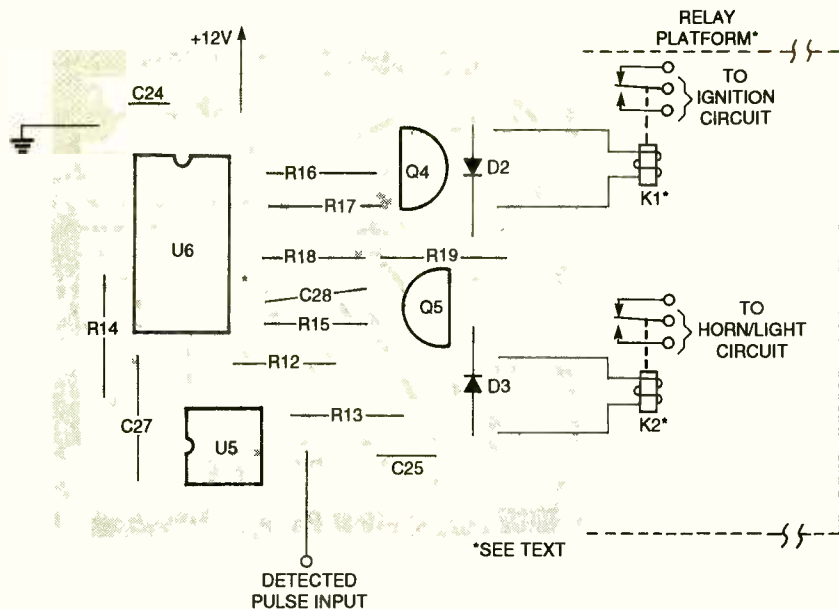 RELAY
PLATFORM*
+12V
C24
TO
IGNITION
CIRCUIT
R16
Q4
D2
K1*
R17
U6
R18
R19
*
C28
Q5
R14
R15
TO
HORN/LIGHT
CIRCUIT
R12
D3
K2*
C27
R13
U5
C25
*SEE TEXT
DETECTED
PULSE INPUT